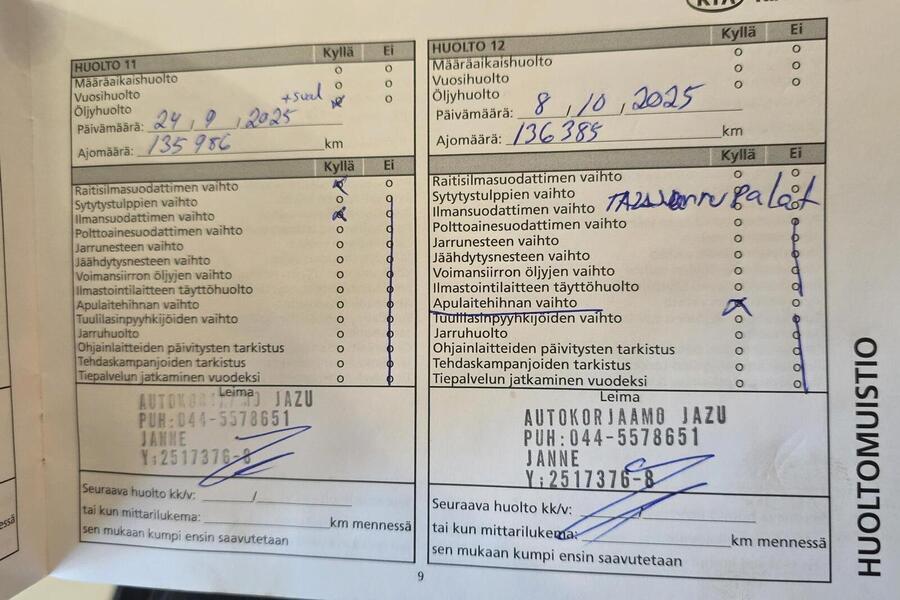 KIA
HUOLTO 11 Kyllä Ei
Määräaikaishuolto
Vuosihuolto
Öljyhuolto
Päivämäärä: 24, 9, 2025
Ajomäärä: 135986 km
Kyllä Ei
Raitisilmasuodattimen vaihto
Sytytystulppien vaihto
Ilmansuodattimen vaihto
Polttoainesuodattimen vaihto
Jarrunesteen vaihto
Jäähdytysnesteen vaihto
Voimansiirron öljyjen vaihto
Ilmastointilaitteen täyttöhuolto
Apulaitehihnan vaihto
Tuulilasinpyyhkijöiden vaihto
Jarruhuolto
Ohjainlaitteiden päivitysten tarkistus
Tehdaskampanjoiden tarkistus
Tiepalvelun jatkaminen vuodeksi
Leima
AUTOKORJAAMO JAZU
PUH:044-5578651
JANNE
Y:2517376-8
Seuraava huolto kk/v: /
tai kun mittarilukema: km mennessä
sen mukaan kumpi ensin saavutetaan
HUOLTO 12 Kyllä Ei
Määräaikaishuolto
Vuosihuolto
Öljyhuolto
Päivämäärä: 8, 10, 2025
Ajomäärä: 136385 km
Kyllä Ei
Raitisilmasuodattimen vaihto
Sytytystulppien vaihto
Ilmansuodattimen vaihto
Polttoainesuodattimen vaihto
Jarrunesteen vaihto
Jäähdytysnesteen vaihto
Voimansiirron öljyjen vaihto
Ilmastointilaitteen täyttöhuolto
Apulaitehihnan vaihto
Tuulilasinpyyhkijöiden vaihto
Jarruhuolto
Ohjainlaitteiden päivitysten tarkistus
Tehdaskampanjoiden tarkistus
Tiepalvelun jatkaminen vuodeksi
Leima
AUTOKORJAAMO JAZU
PUH:044-5578651
JANNE
Y:2517376-8
Seuraava huolto kk/v: /
tai kun mittarilukema: km mennessä
sen mukaan kumpi ensin saavutetaan
9
HUOLTOMUISTIO